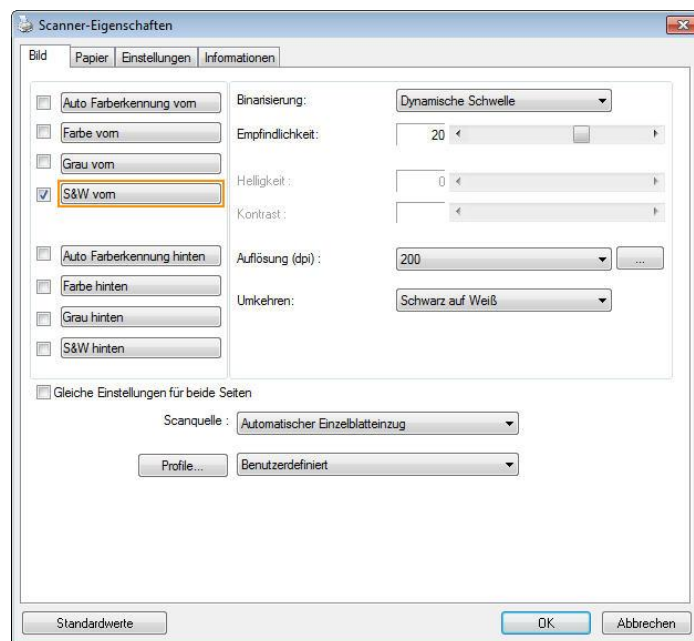 Scanner-Eigenschaften
Bild Papier Einstellungen Informationen
Auto Farberkennung vorn
Farbe vorn
Grau vorn
S&W vorn
Auto Farberkennung hinten
Farbe hinten
Grau hinten
S&W hinten
Binarisierung: Dynamische Schwelle
Empfindlichkeit: 20
Helligkeit : 0
Kontrast :
Auflösung (dpi) : 200 ...
Umkehren: Schwarz auf Weiß
Gleiche Einstellungen für beide Seiten
Scanquelle : Automatischer Einzelblatteinzug
Profile... Benutzerdefiniert
Standardwerte OK Abbrechen